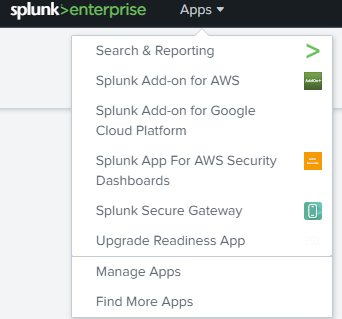 splunk>enterprise Apps
Search & Reporting >
Splunk Add-on for AWS
Splunk Add-on for Google
Cloud Platform
Splunk App For AWS Security
Dashboards
Splunk Secure Gateway
Upgrade Readiness App
Manage Apps
Find More Apps